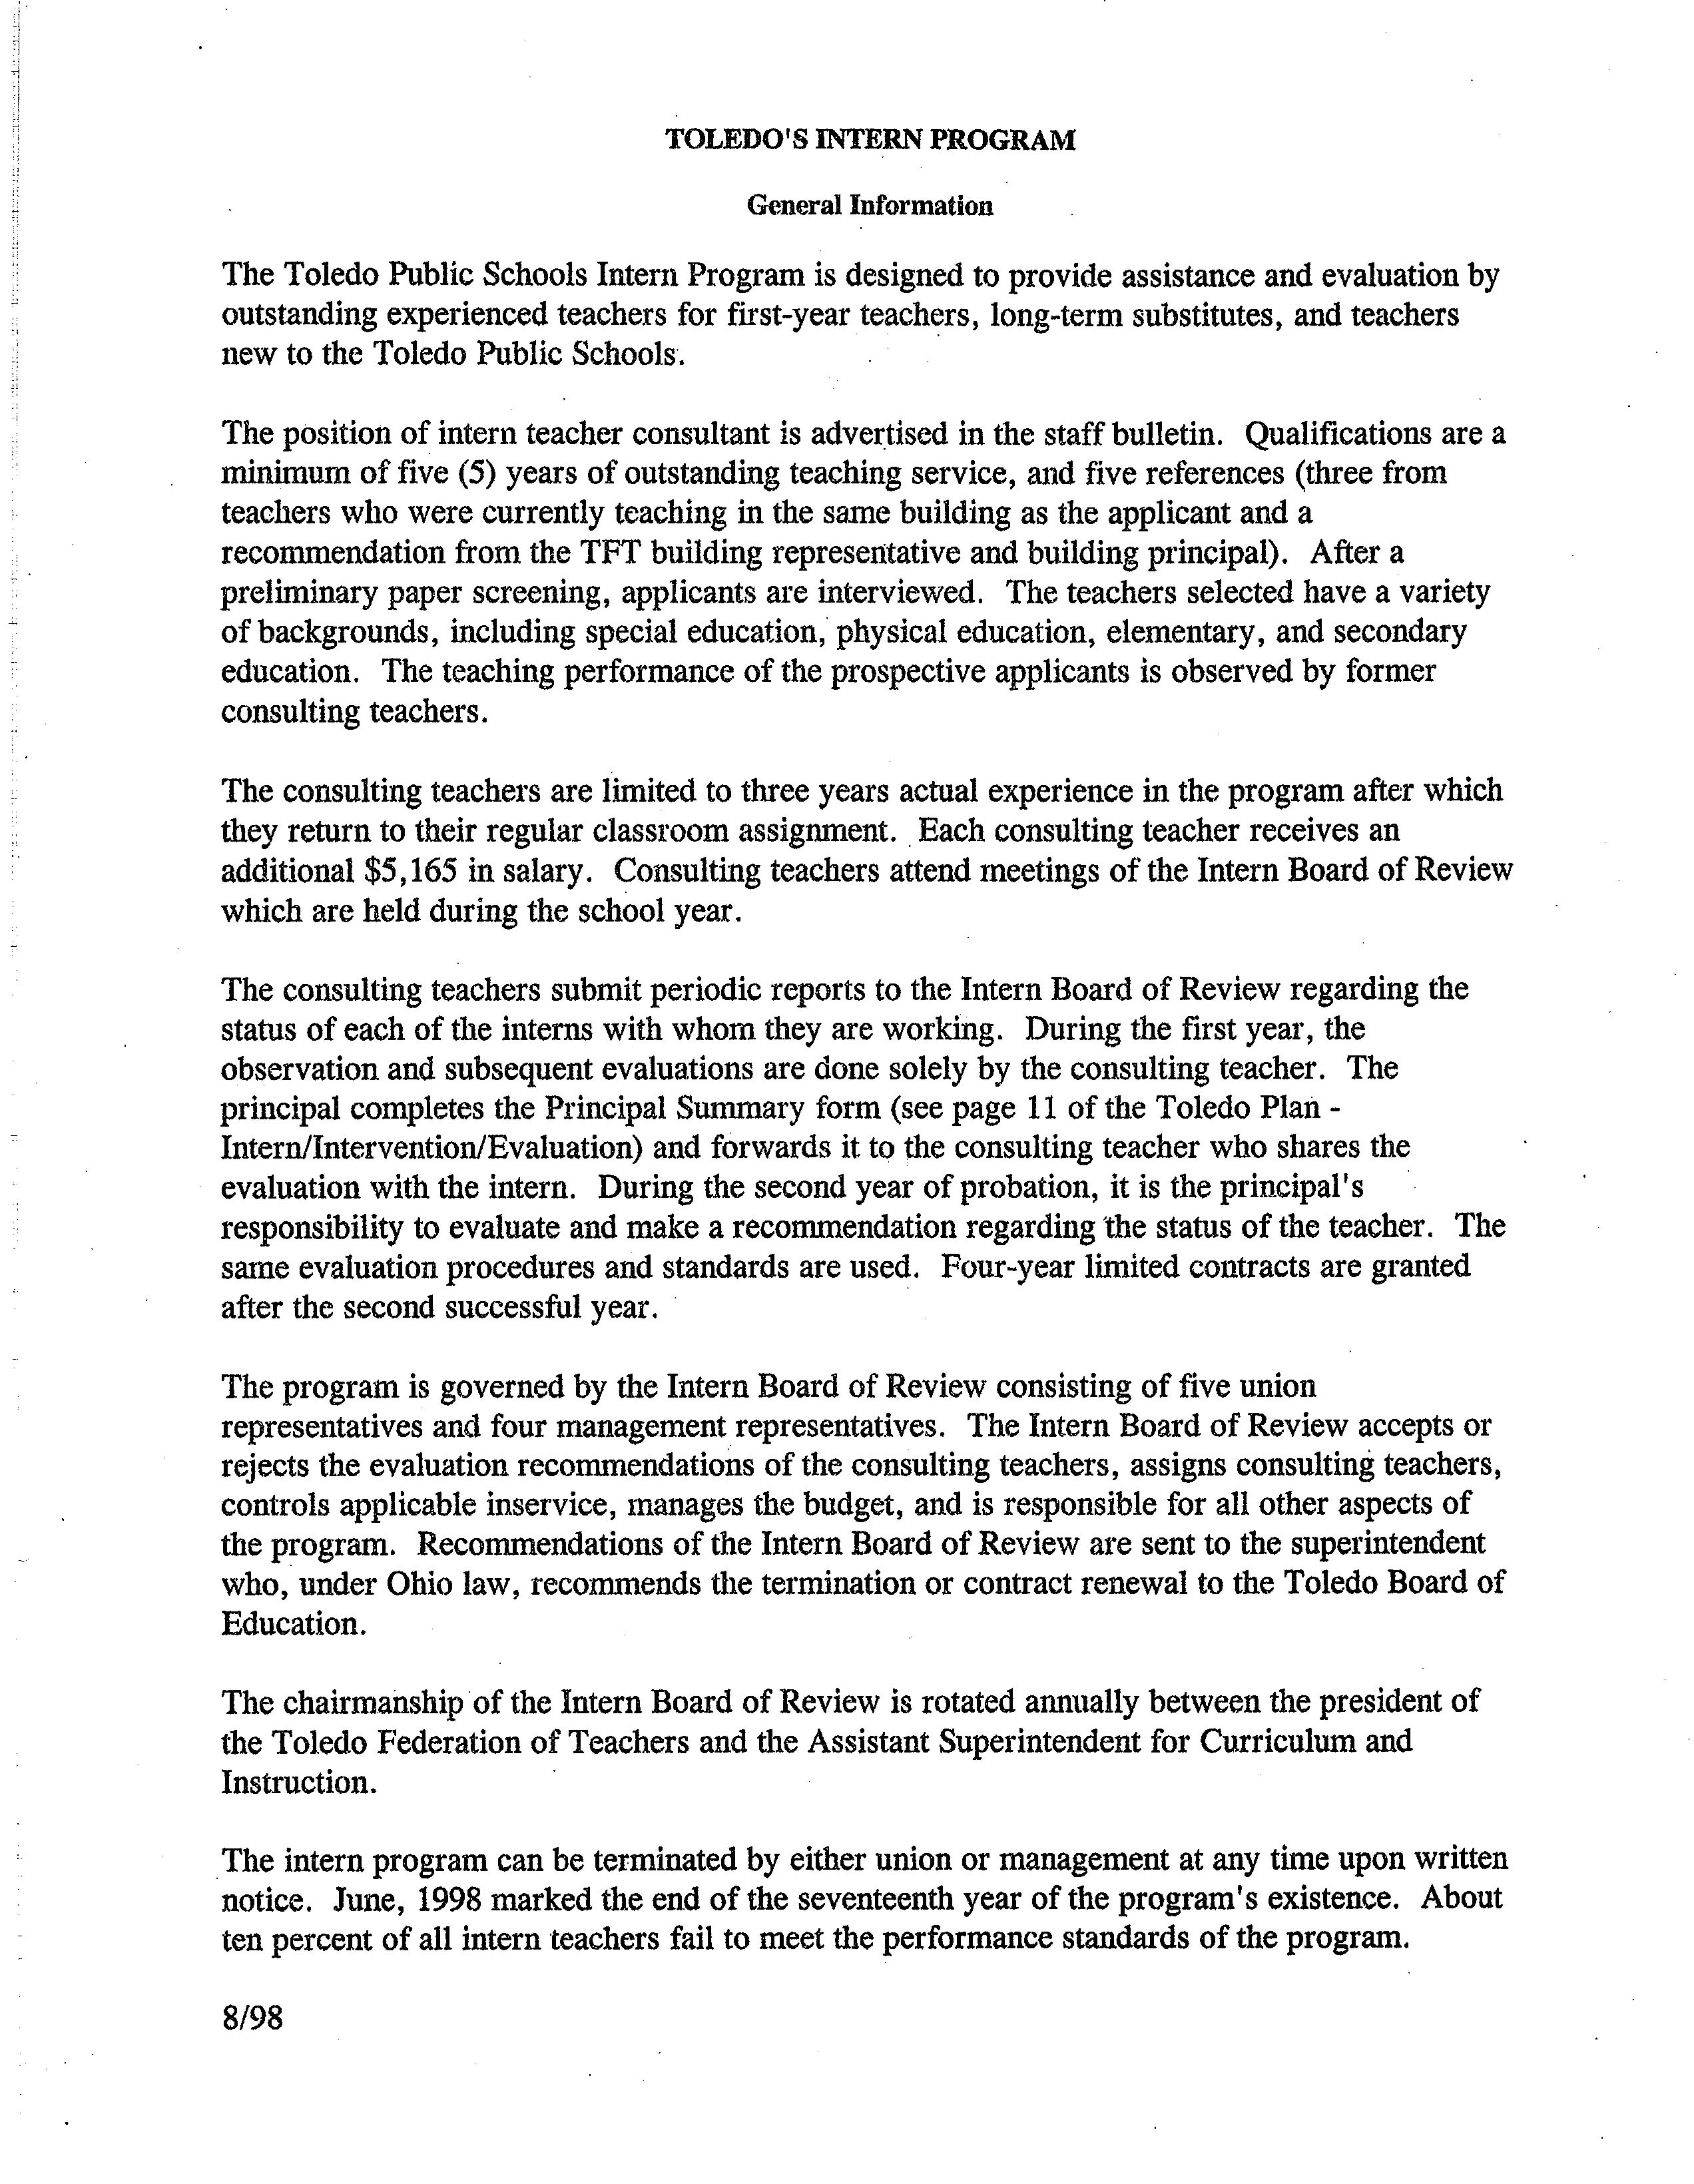 TOLEDO'S INTERN PROGRAM
General Information
The Toledo Public Schools Intern Program is designed to provide assistance and evaluation by
outstanding experienced teachers for first-year teachers, long-term substitutes, and teachers
new to the Toledo Public Schools.
The position of intern teacher consultant is advertised in the staff bulletin. Qualifications are a
minimum of five (5) years of outstanding teaching service, and five references (three from
teachers who were currently teaching in the same building as the applicant and a
recommendation from the TFT building representative and building principal). After a
preliminary paper screening, applicants are interviewed. The teachers selected have a variety
of backgrounds, including special education, physical education, elementary, and secondary
education. The teaching performance of the prospective applicants is observed by former
consulting teachers.
The consulting teachers are limited to three years actual experience in the program after which
they return to their regular classroom assignment. Each consulting teacher receives an
additional $5,165 in salary. Consulting teachers attend meetings of the Intern Board of Review
which are held during the school year.
The consulting teachers submit periodic reports to the Intern Board of Review regarding the
status of each of the interns with whom they are working. During the first year, the
observation and subsequent evaluations are done solely by the consulting teacher. The
principal completes the Principal Summary form (see page 11 of the Toledo Plan -
Intern/Intervention/Evaluation) and forwards it to the consulting teacher who shares the
evaluation with the intern. During the second year of probation, it is the principal's
responsibility to evaluate and make a recommendation regarding the status of the teacher. The
same evaluation procedures and standards are used. Four-year limited contracts are granted
after the second successful year.
The program is governed by the Intern Board of Review consisting of five union
representatives and four management representatives. The Intern Board of Review accepts or
rejects the evaluation recommendations of the consulting teachers, assigns consulting teachers,
controls applicable inservice, manages the budget, and is responsible for all other aspects of
the program. Recommendations of the Intern Board of Review are sent to the superintendent
who, under Ohio law, recommends the termination or contract renewal to the Toledo Board of
Education.
The chairmanship of the Intern Board of Review is rotated annually between the president of
the Toledo Federation of Teachers and the Assistant Superintendent for Curriculum and
Instruction.
The intern program can be terminated by either union or management at any time upon written
notice. June, 1998 marked the end of the seventeenth year of the program's existence. About
ten percent of all intern teachers fail to meet the performance standards of the program.
8/98